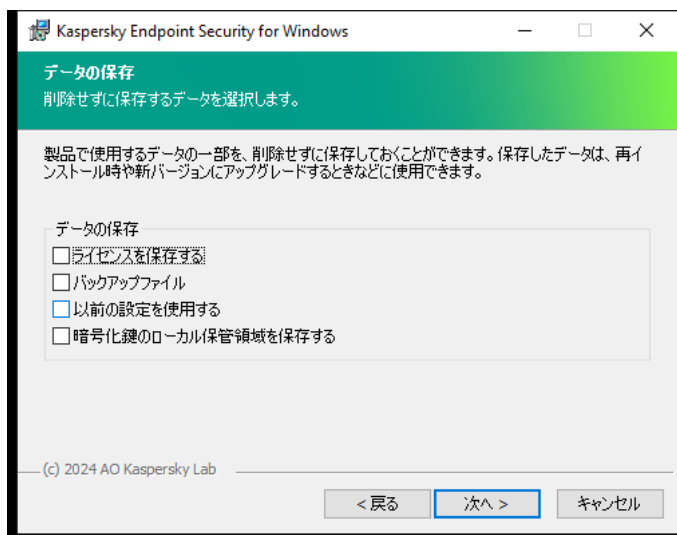 Kaspersky Endpoint Security for Windows
データの保存
削除せずに保存するデータを選択します。
製品で使用するデータの一部を、削除せずに保存しておくことができます。保存したデータは、再イ
ンストール時や新バージョンにアップグレードするときなどに使用できます。
データの保存
ライセンスを保存する
バックアップファイル
以前の設定を使用する
暗号化鍵のローカル保管領域を保存する
(c) 2024 AO Kaspersky Lab
< 戻る 次へ > キャンセル